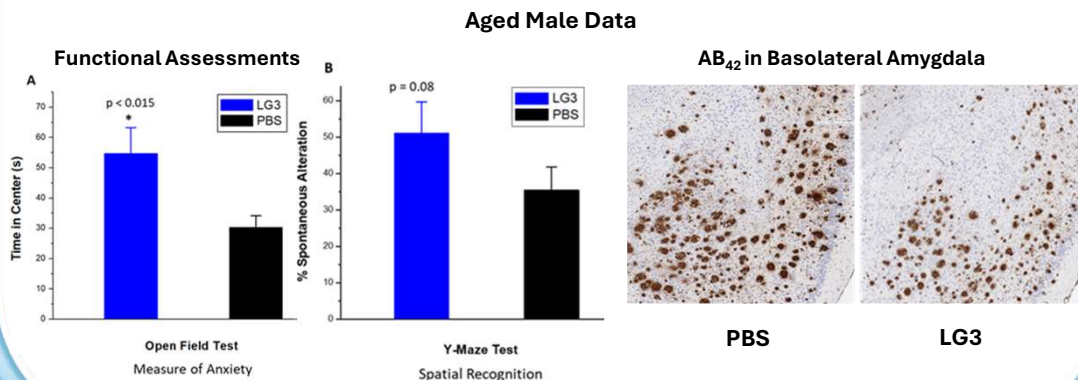 Aged Male Data
Functional Assessments
A
p < 0.015
*
LG3
PBS
Time in Center (s)
70
60
50
40
30
20
10
0
Open Field Test
Measure of Anxiety
B
p = 0.08
LG3
PBS
% Spontaneous Alteration
60
50
40
30
20
10
0
Y-Maze Test
Spatial Recognition
AB42 in Basolateral Amygdala
PBS
LG3